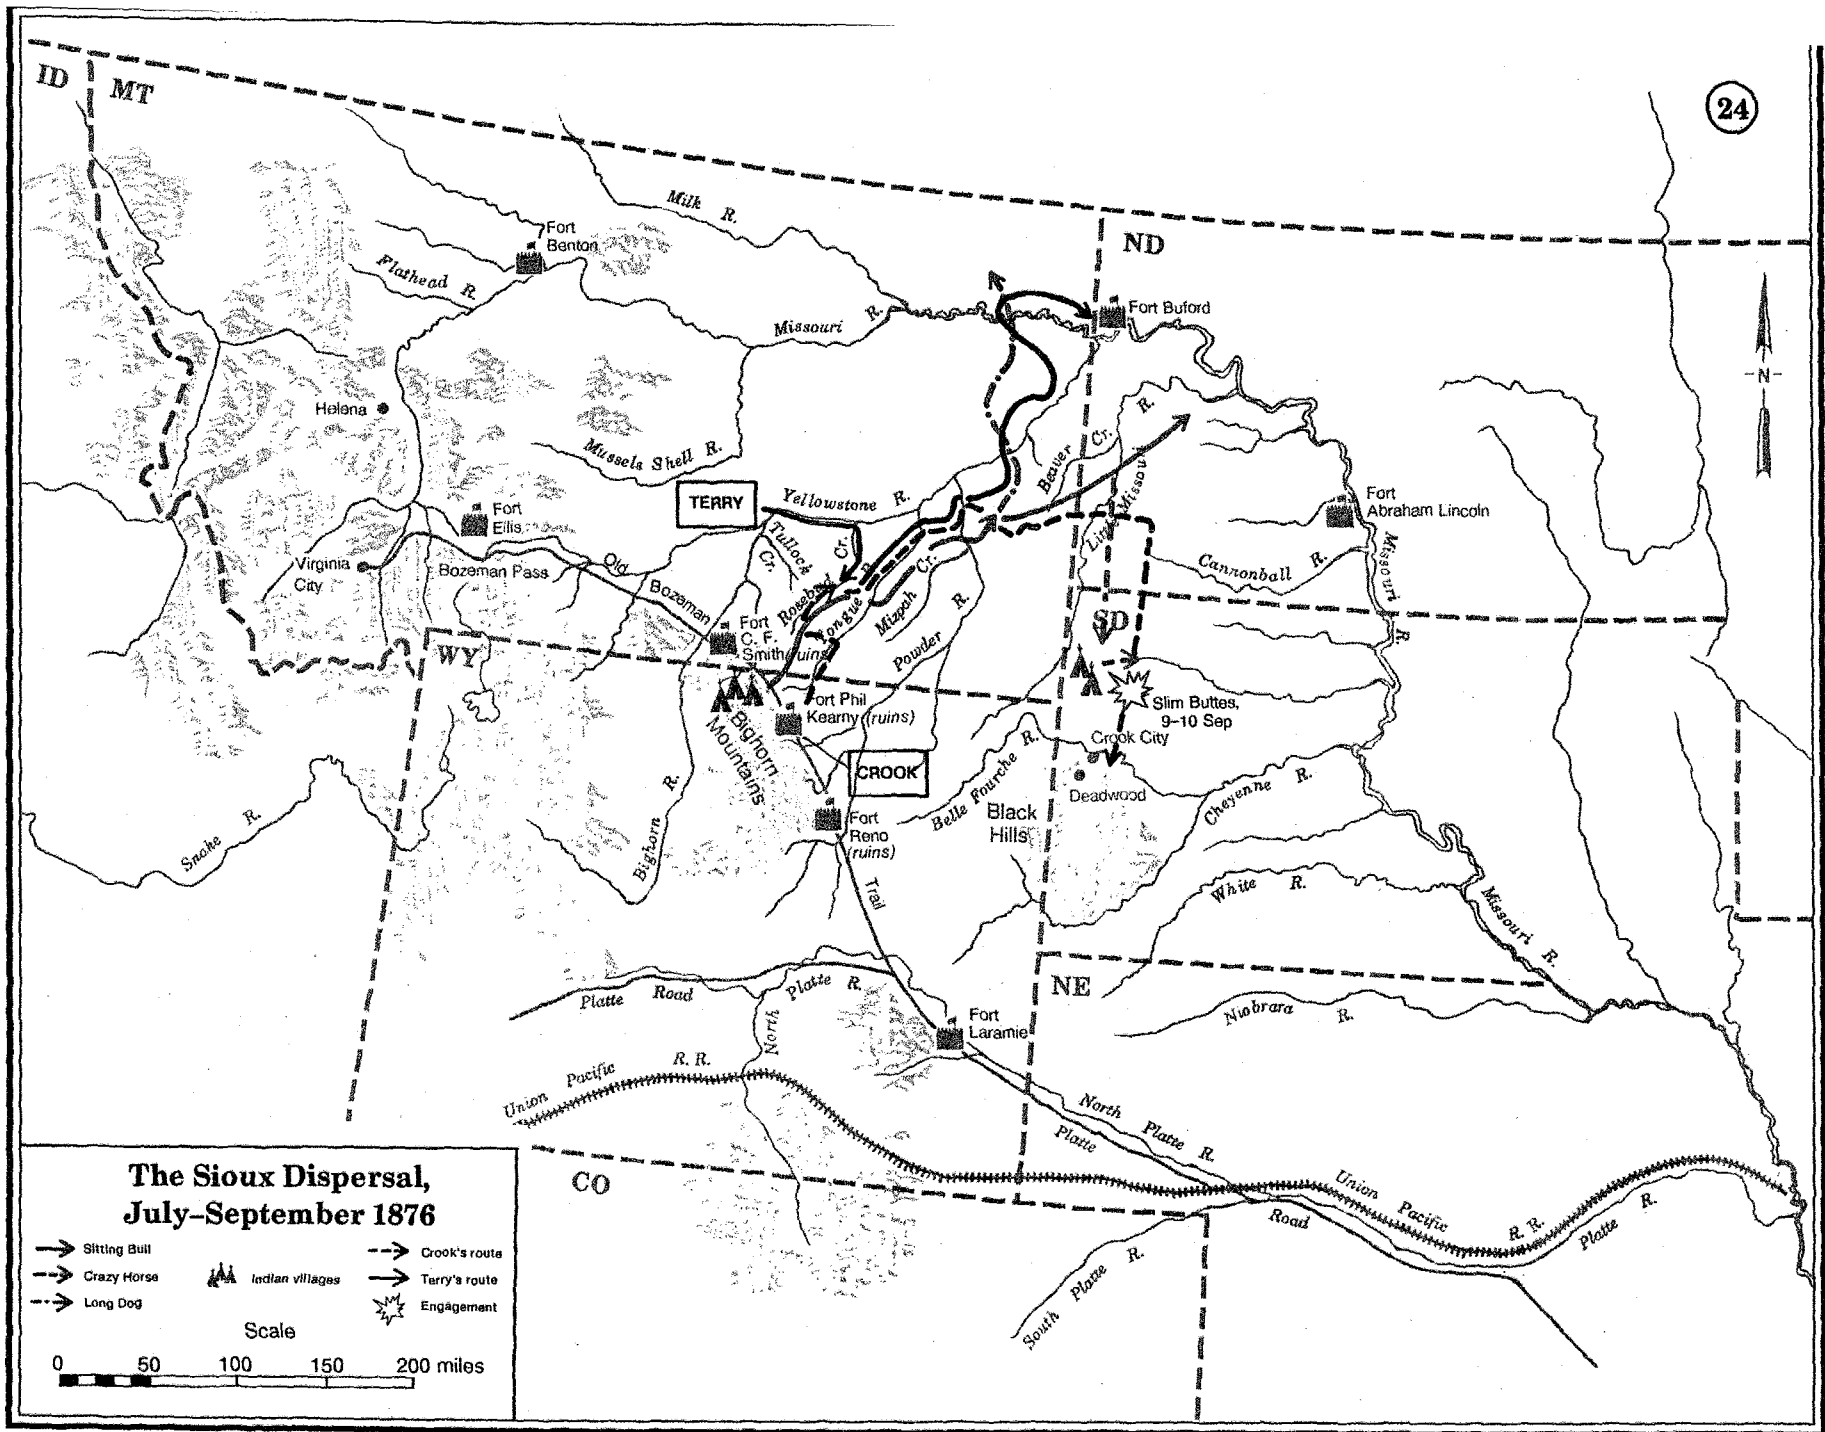 ID
MT
24
Milk R.
ND
Fort
Benton
Flathead R.
Fort Buford
Missouri R.
N
Helena
R.
Mussels Shell R.
Beaver Cr.
TERRY
Yellowstone R.
Fort
Ellis
Fort
Abraham Lincoln
Tullock
Cr.
Cr.
Little Missouri
Missouri
R.
Virginia
City
Bozeman Pass
Old
Bozeman
Cannonball R.
Rosebud
R.
Cr.
Tongue
Mizpah
Fort
C. F.
Smith (ruins)
Powder R.
SD
WY
Fort Phil
Kearny (ruins)
Slim Buttes,
9–10 Sep
Bighorn
Mountains
Crook City
CROOK
Belle Fourche R.
Deadwood
Cheyenne R.
Black
Hills
Fort
Reno
(ruins)
Snake R.
Bighorn R.
Trail
White R.
Missouri R.
Platte Road
North Platte R.
NE
Niobrara R.
Fort
Laramie
Union Pacific R. R.
North Platte R.
Platte
Road
CO
Union Pacific R. R.
Platte R.
South Platte R.
The Sioux Dispersal,
July–September 1876
Sitting Bull
Crazy Horse
Long Dog
Indian villages
Crook's route
Terry's route
Engagement
Scale
0 50 100 150 200 miles